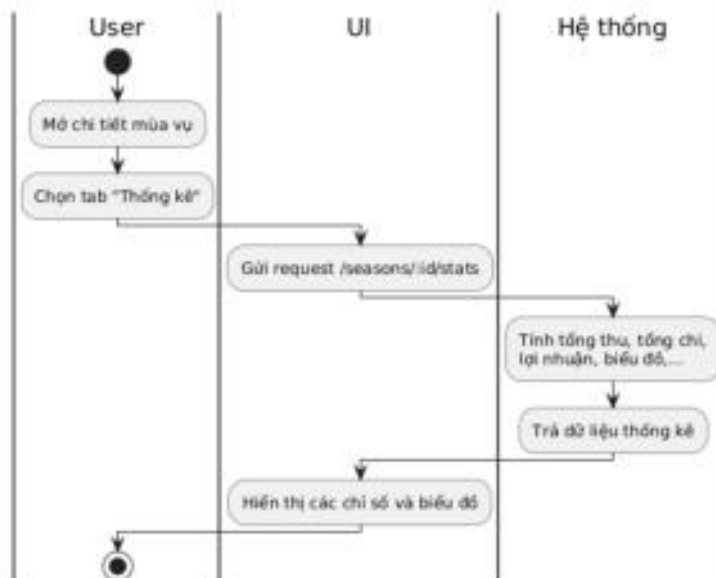 User
UI
Hệ thống
Mở chi tiết mùa vụ
Chọn tab "Thống kê"
Gửi request /seasons/:id/stats
Tính tổng thu, tổng chi,
lợi nhuận, biểu đồ,...
Trả dữ liệu thống kê
Hiển thị các chỉ số và biểu đồ